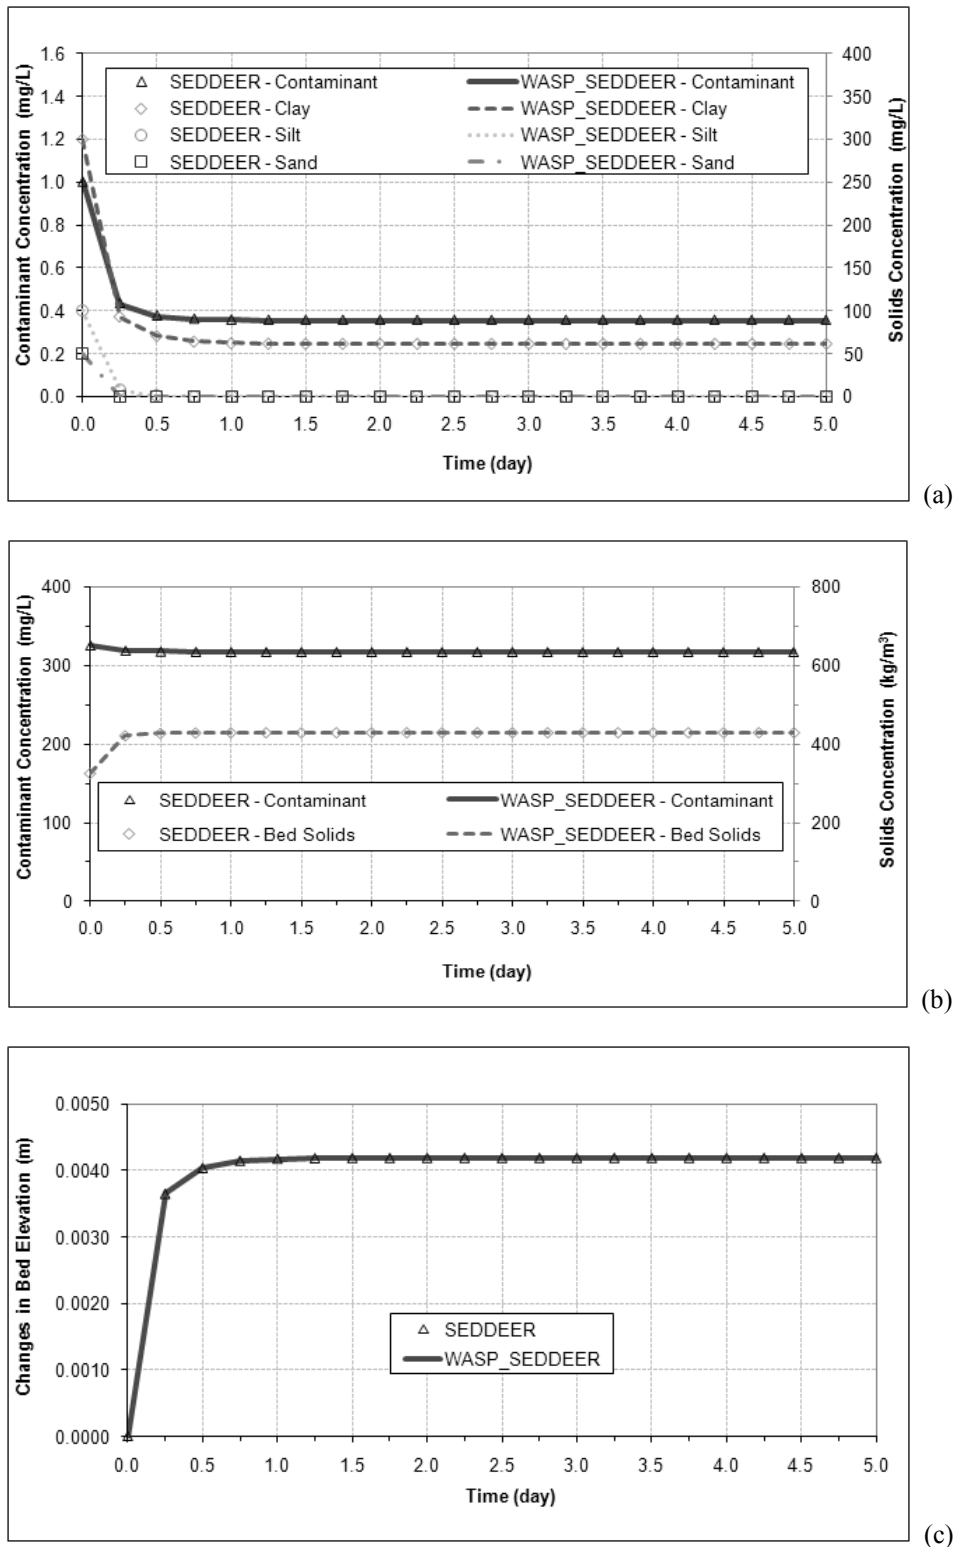 1.6
1.4
1.2
1.0
0.8
0.6
0.4
0.2
0.0
Contaminant Concentration (mg/L)
SEDDEER - Contaminant
WASP_SEDDEER - Contaminant
SEDDEER - Clay
WASP_SEDDEER - Clay
SEDDEER - Silt
WASP_SEDDEER - Silt
SEDDEER - Sand
WASP_SEDDEER - Sand
400
350
300
250
200
150
100
50
0
Solids Concentration (mg/L)
0.0 0.5 1.0 1.5 2.0 2.5 3.0 3.5 4.0 4.5 5.0
Time (day)
(a)
400
300
200
100
0
Contaminant Concentration (mg/L)
SEDDEER - Contaminant
WASP_SEDDEER - Contaminant
SEDDEER - Bed Solids
WASP_SEDDEER - Bed Solids
800
600
400
200
0
Solids Concentration (kg/m³)
0.0 0.5 1.0 1.5 2.0 2.5 3.0 3.5 4.0 4.5 5.0
Time (day)
(b)
0.0050
0.0040
0.0030
0.0020
0.0010
0.0000
Changes in Bed Elevation (m)
SEDDEER
WASP_SEDDEER
0.0 0.5 1.0 1.5 2.0 2.5 3.0 3.5 4.0 4.5 5.0
Time (day)
(c)